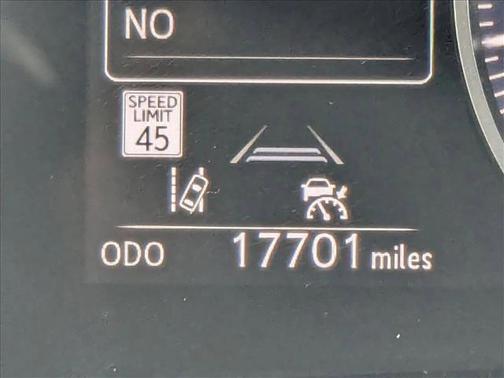 NO
SPEED
LIMIT
45
ODO 17701 miles